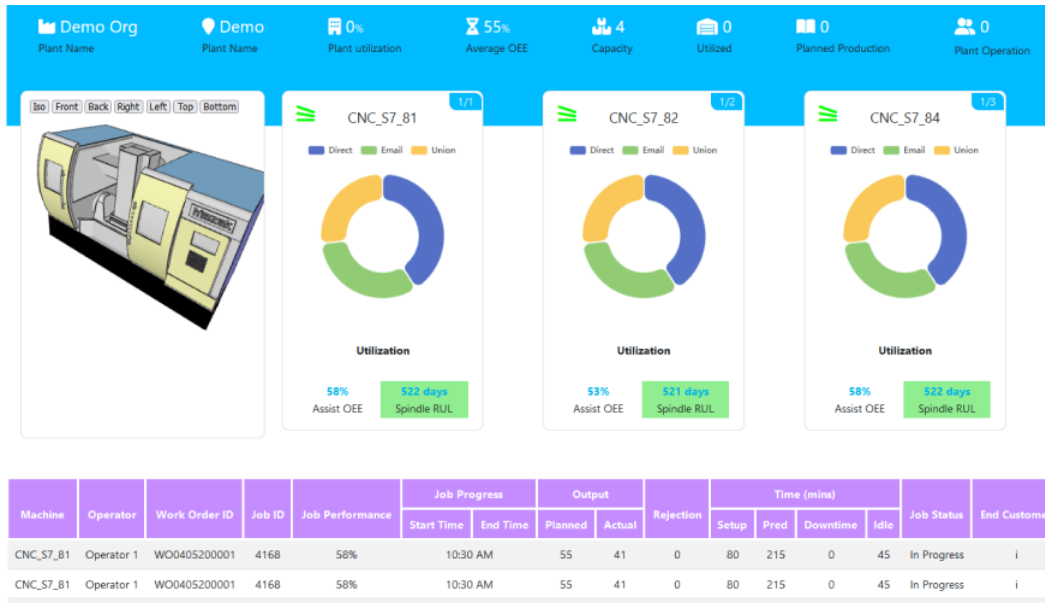 Demo Org
Plant Name
Demo
Plant Name
0%
Plant utilization
55%
Average OEE
4
Capacity
0
Utilized
0
Planned Production
0
Plant Operation
Iso Front Back Right Left Top Bottom
1/1
CNC_S7_81
Direct Email Union
Utilization
58%
Assist OEE
522 days
Spindle RUL
1/2
CNC_S7_82
Direct Email Union
Utilization
53%
Assist OEE
521 days
Spindle RUL
1/3
CNC_S7_84
Direct Email Union
Utilization
58%
Assist OEE
522 days
Spindle RUL
Job Progress Output Time (mins)
Machine Operator Work Order ID Job ID Job Performance Start Time End Time Planned Actual Rejection Setup Pred Downtime Idle Job Status End Custome
CNC_S7_81 Operator 1 WO0405200001 4168 58% 10:30 AM 55 41 0 80 215 0 45 In Progress i
CNC_S7_81 Operator 1 WO0405200001 4168 58% 10:30 AM 55 41 0 80 215 0 45 In Progress i